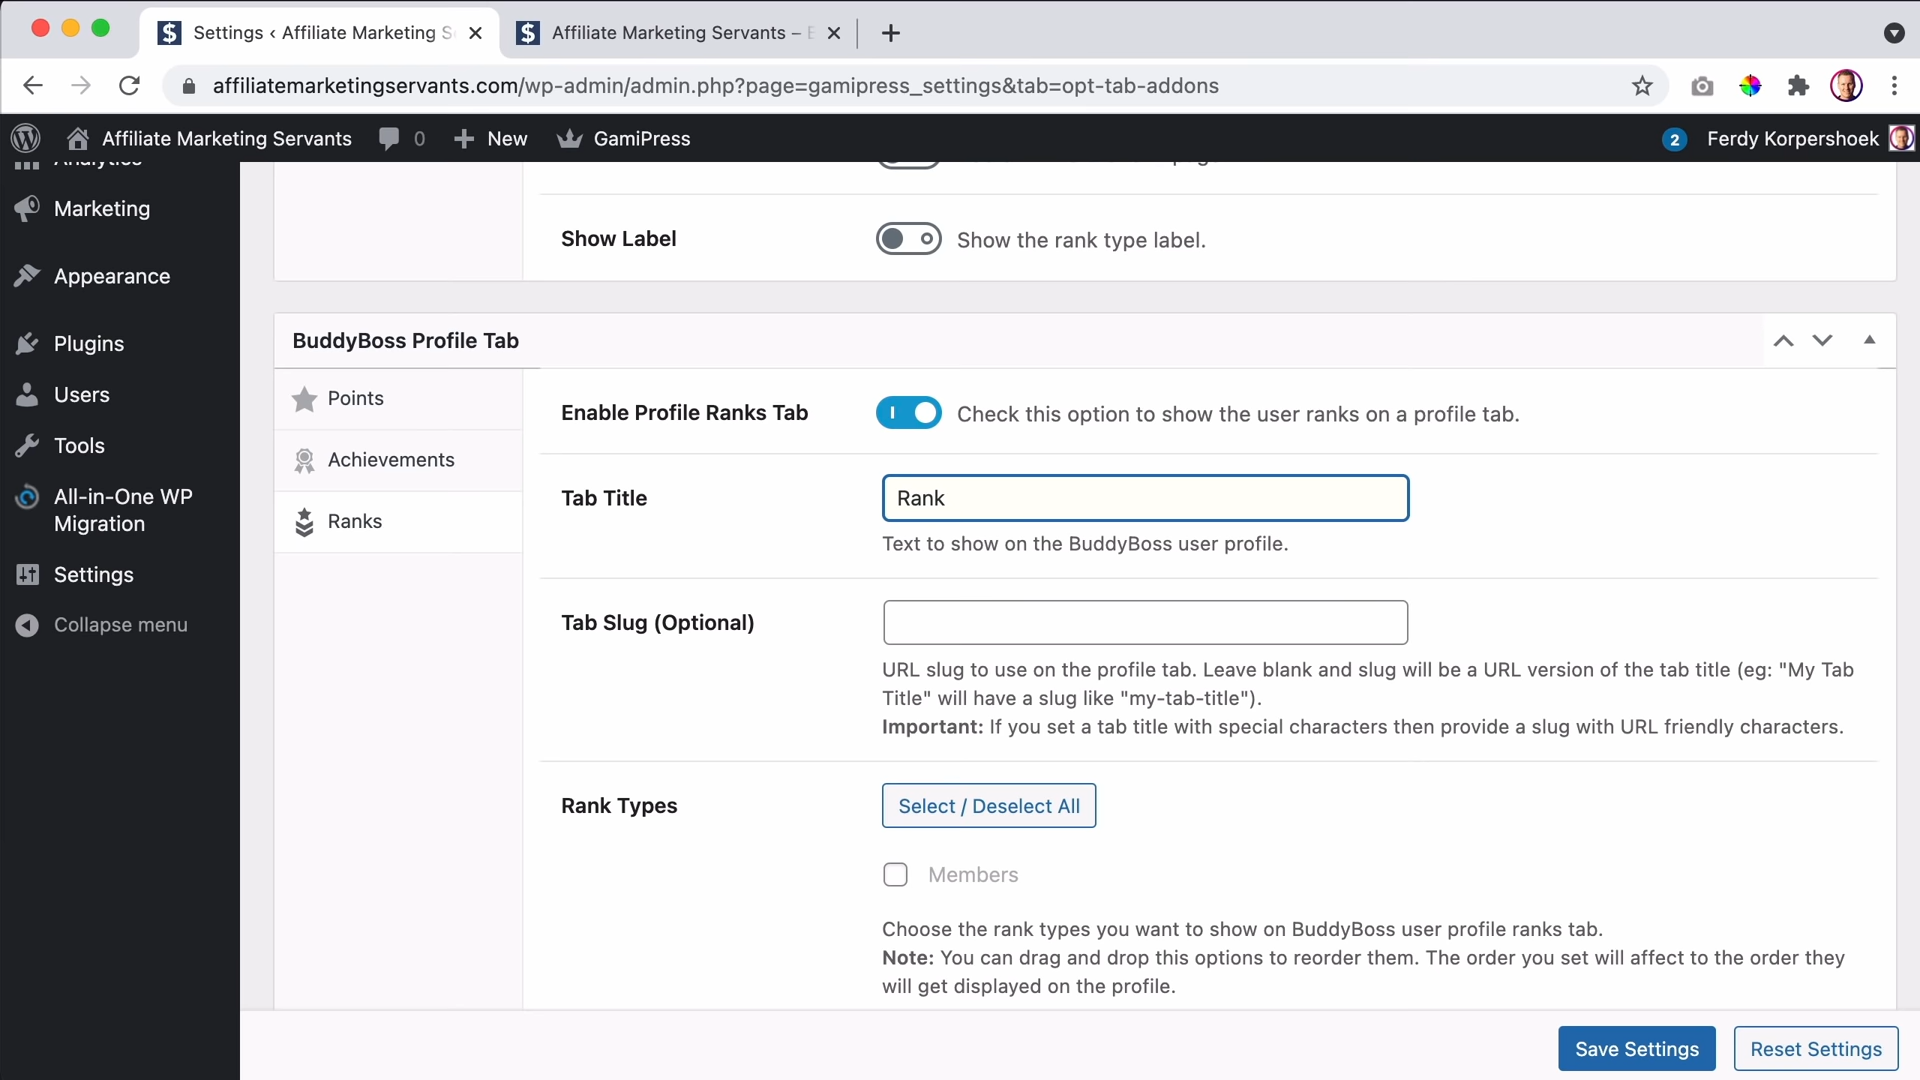 Settings ‹ Affiliate Marketing S
Affiliate Marketing Servants –
affiliatemarketingservants.com/wp-admin/admin.php?page=gamipress_settings&tab=opt-tab-addons
Affiliate Marketing Servants
0
New
GamiPress
2
Ferdy Korpershoek
Analytics
Marketing
Appearance
Plugins
Users
Tools
All-in-One WP
Migration
Settings
Collapse menu
Show Label
Show the rank type label.
BuddyBoss Profile Tab
Points
Achievements
Ranks
Enable Profile Ranks Tab
Check this option to show the user ranks on a profile tab.
Tab Title
Rank
Text to show on the BuddyBoss user profile.
Tab Slug (Optional)
URL slug to use on the profile tab. Leave blank and slug will be a URL version of the tab title (eg: "My Tab
Title" will have a slug like "my-tab-title").
Important: If you set a tab title with special characters then provide a slug with URL friendly characters.
Rank Types
Select / Deselect All
Members
Choose the rank types you want to show on BuddyBoss user profile ranks tab.
Note: You can drag and drop this options to reorder them. The order you set will affect to the order they
will get displayed on the profile.
Save Settings
Reset Settings